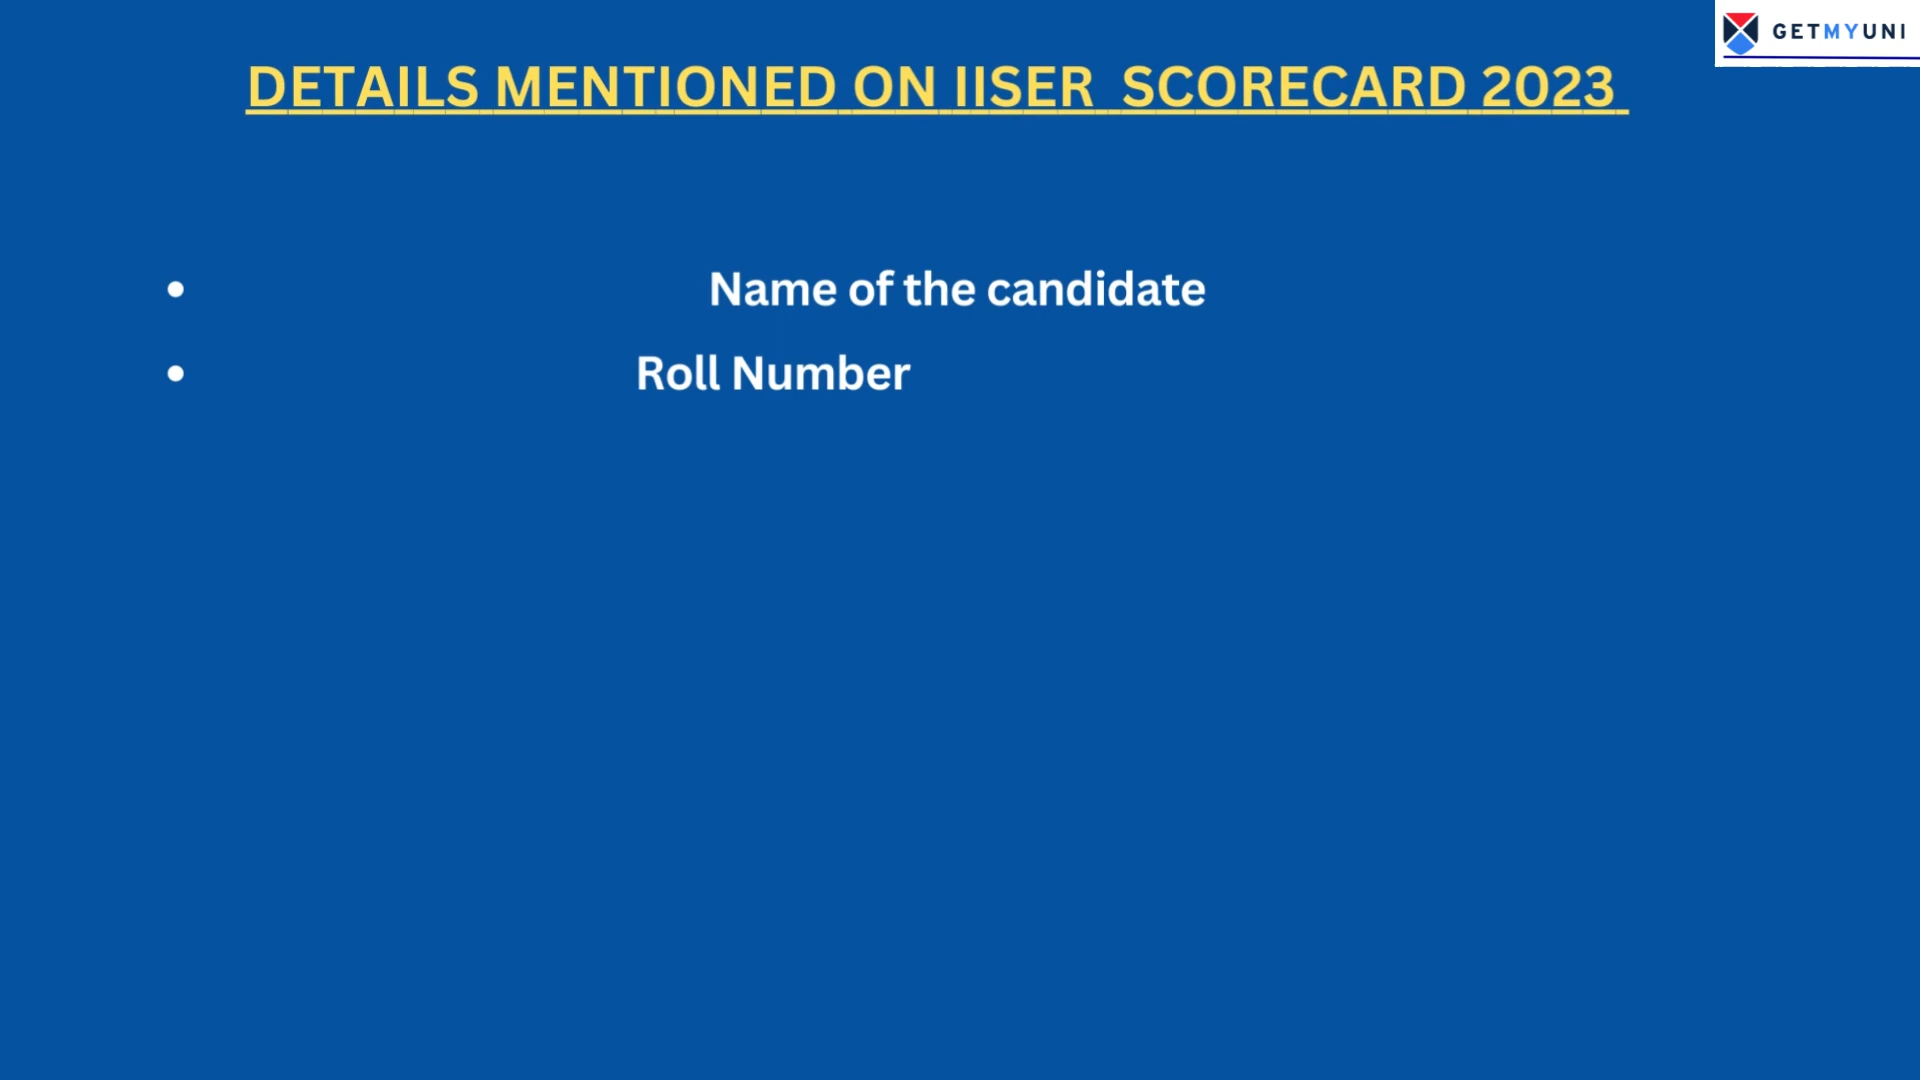 GETMYUNI
DETAILS MENTIONED ON IISER  SCORECARD 2023
• Name of the candidate
• Roll Number